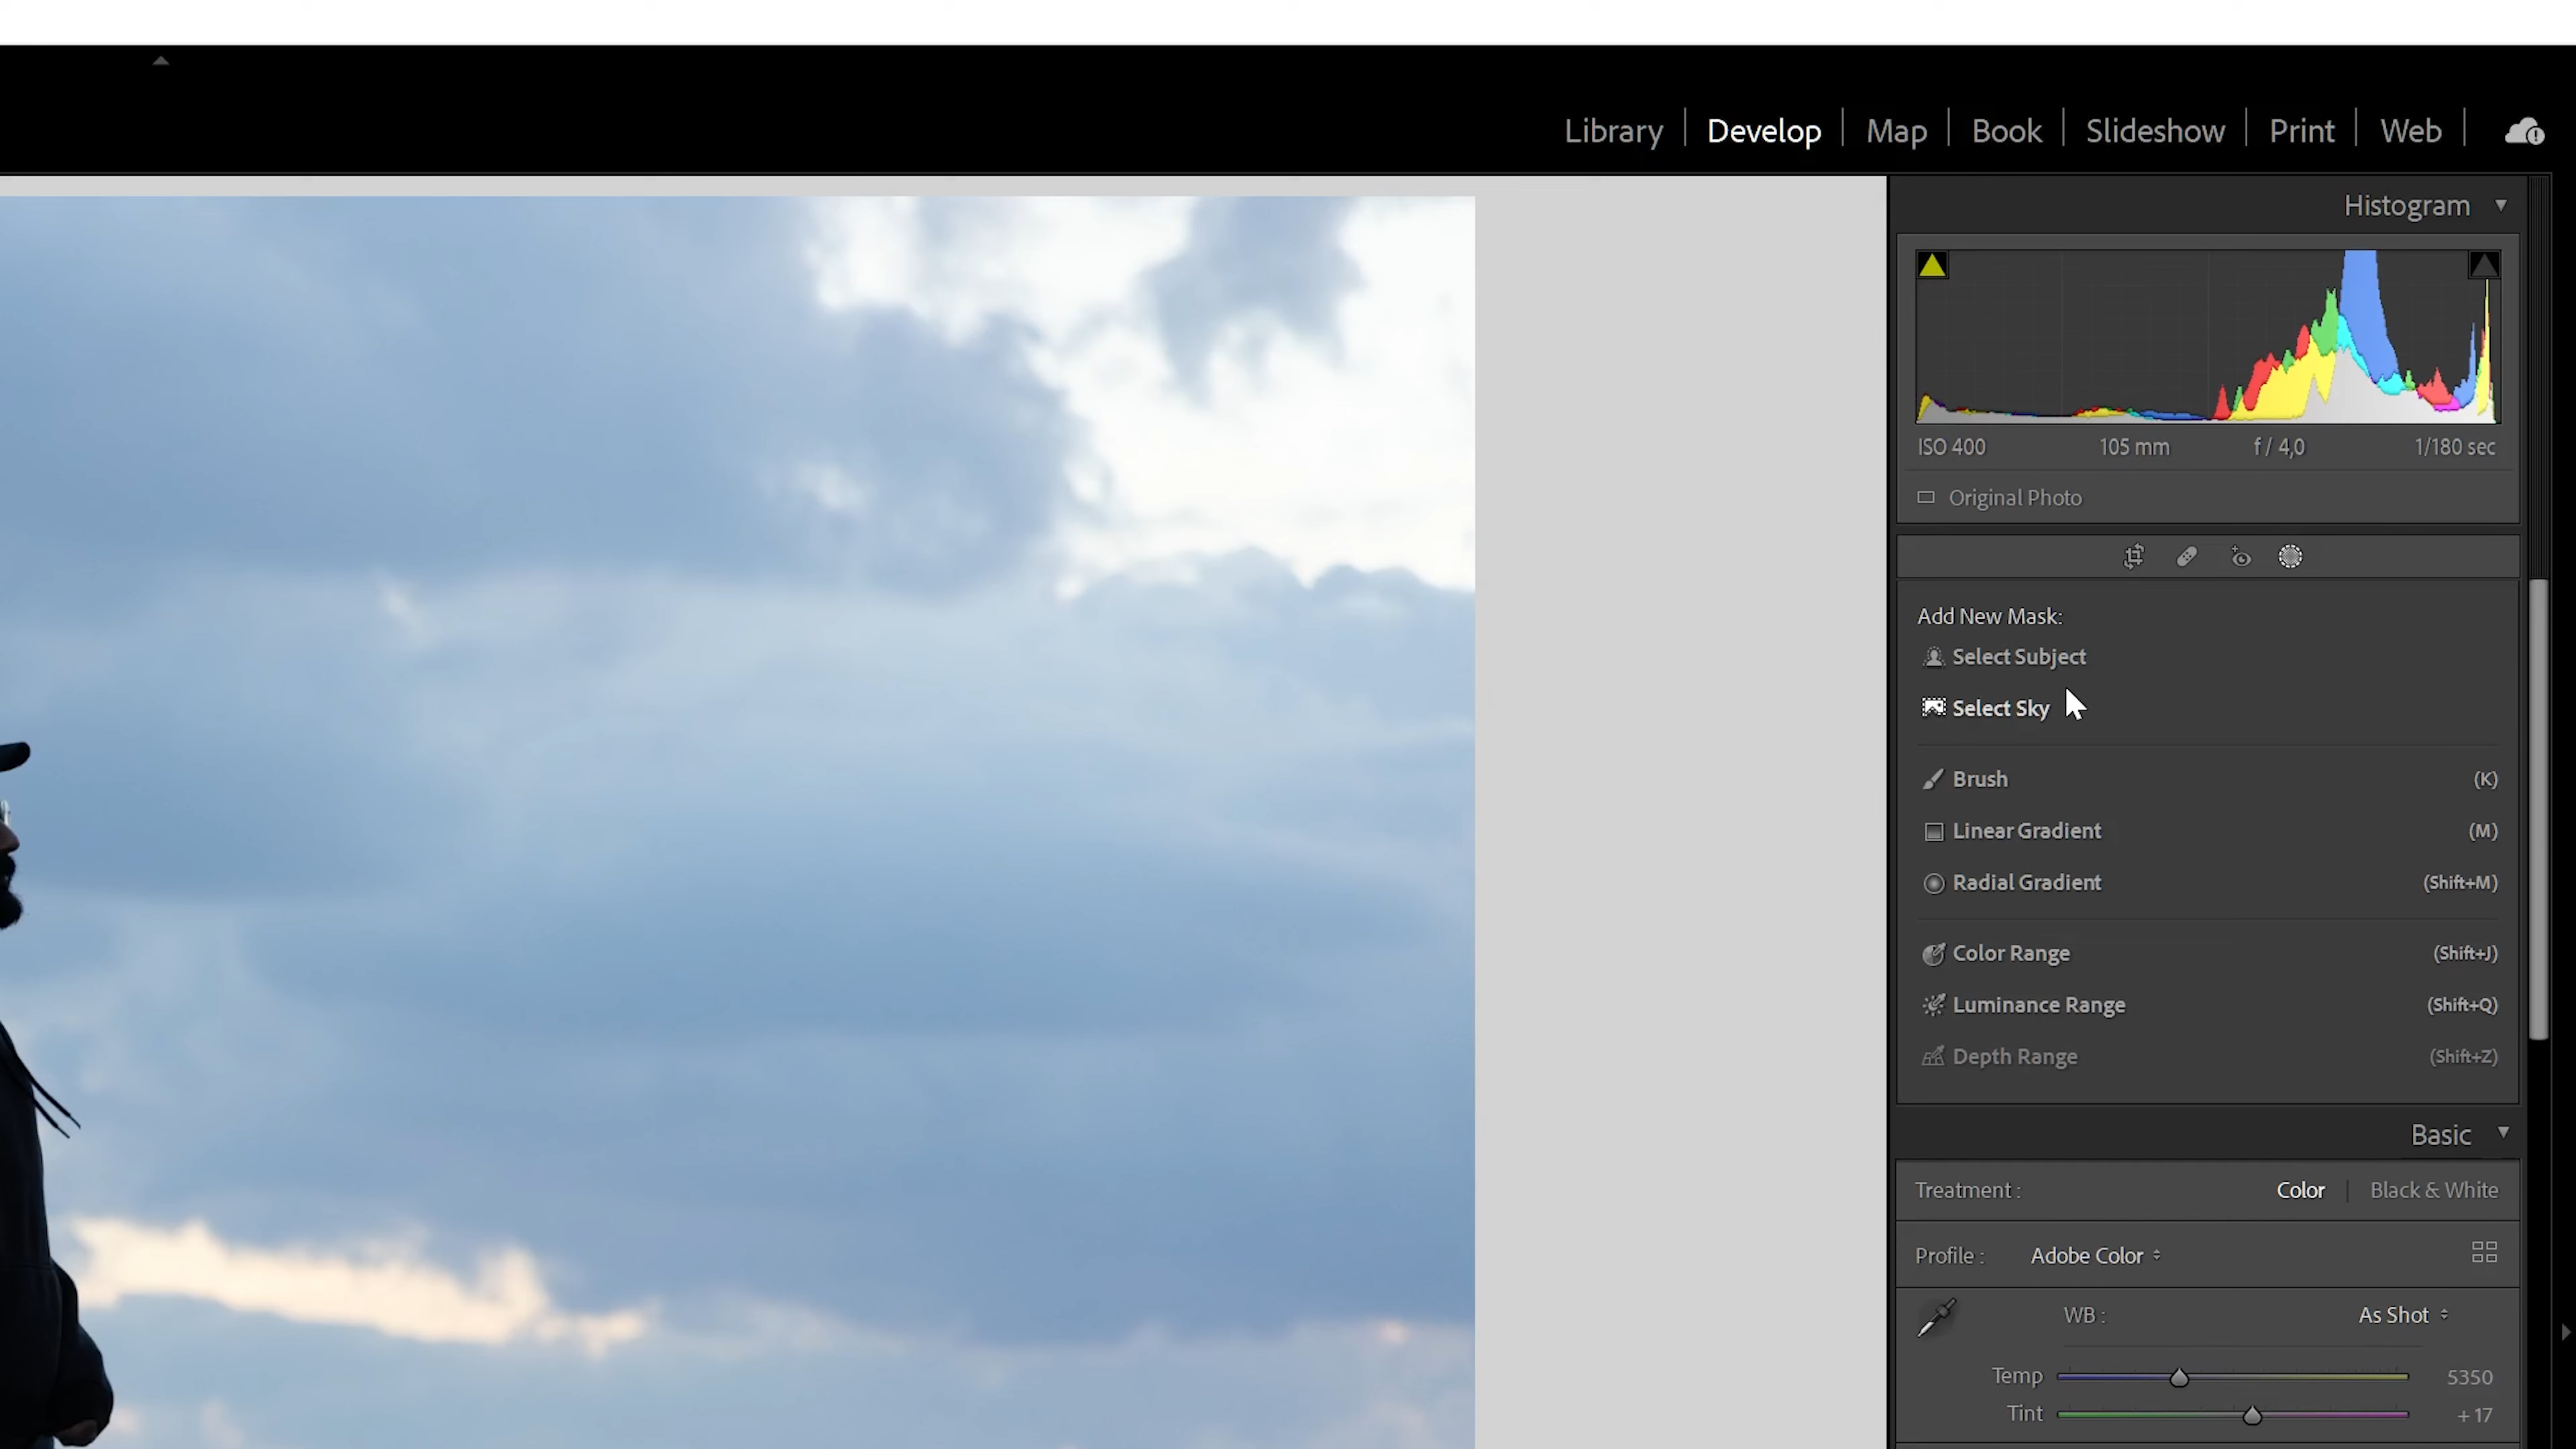 Library | Develop | Map | Book | Slideshow | Print | Web |
Histogram
ISO 400 105 mm f / 4,0 1/180 sec
Original Photo
Add New Mask:
Select Subject
Select Sky
Brush (K)
Linear Gradient (M)
Radial Gradient (Shift+M)
Color Range (Shift+J)
Luminance Range (Shift+Q)
Depth Range (Shift+Z)
Basic
Treatment : Color | Black & White
Profile : Adobe Color
WB : As Shot
Temp 5350
Tint + 17